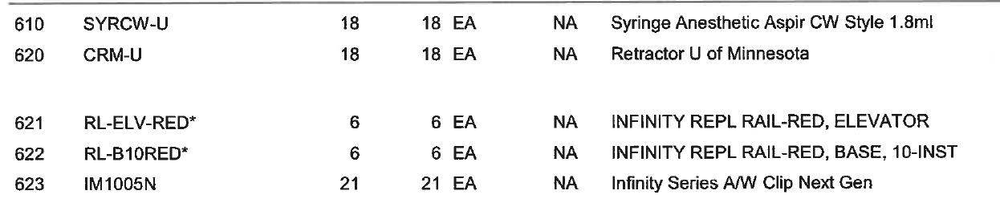 610 SYRCW-U 18 18 EA NA Syringe Anesthetic Aspir CW Style 1.8ml
620 CRM-U 18 18 EA NA Retractor U of Minnesota
621 RL-ELV-RED* 6 6 EA NA INFINITY REPL RAIL-RED, ELEVATOR
622 RL-B10RED* 6 6 EA NA INFINITY REPL RAIL-RED, BASE, 10-INST
623 IM1005N 21 21 EA NA Infinity Series A/W Clip Next Gen